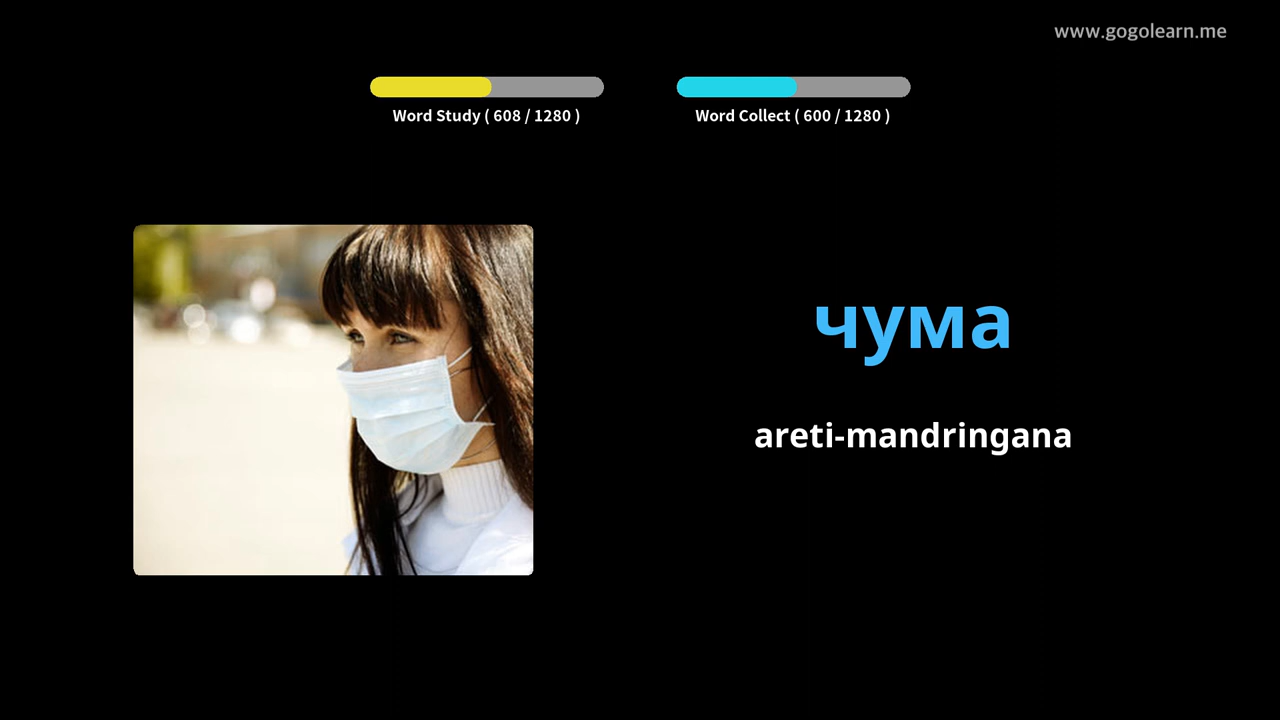 www.gogolearn.me
Word Study ( 608 / 1280 )
Word Collect ( 600 / 1280 )
чума
areti-mandringana